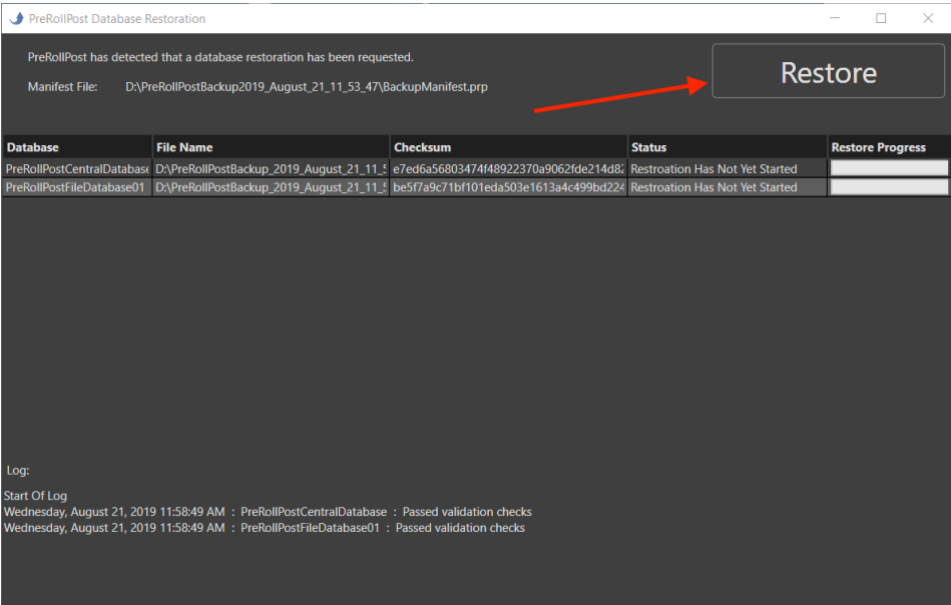 PreRollPost Database Restoration
PreRollPost has detected that a database restoration has been requested.
Restore
Manifest File: D:\PreRollPostBackup2019_August_21_11_53_47\BackupManifest.prp
Database File Name Checksum Status Restore Progress
PreRollPostCentralDatabase D:\PreRollPostBackup_2019_August_21_11_5 e7ed6a56803474f48922370a9062fde214d82 Restroation Has Not Yet Started
PreRollPostFileDatabase01 D:\PreRollPostBackup_2019_August_21_11_5 be5f7a9c71bf101eda503e1613a4c499bd224 Restroation Has Not Yet Started
Log:
Start Of Log
Wednesday, August 21, 2019 11:58:49 AM : PreRollPostCentralDatabase : Passed validation checks
Wednesday, August 21, 2019 11:58:49 AM : PreRollPostFileDatabase01 : Passed validation checks